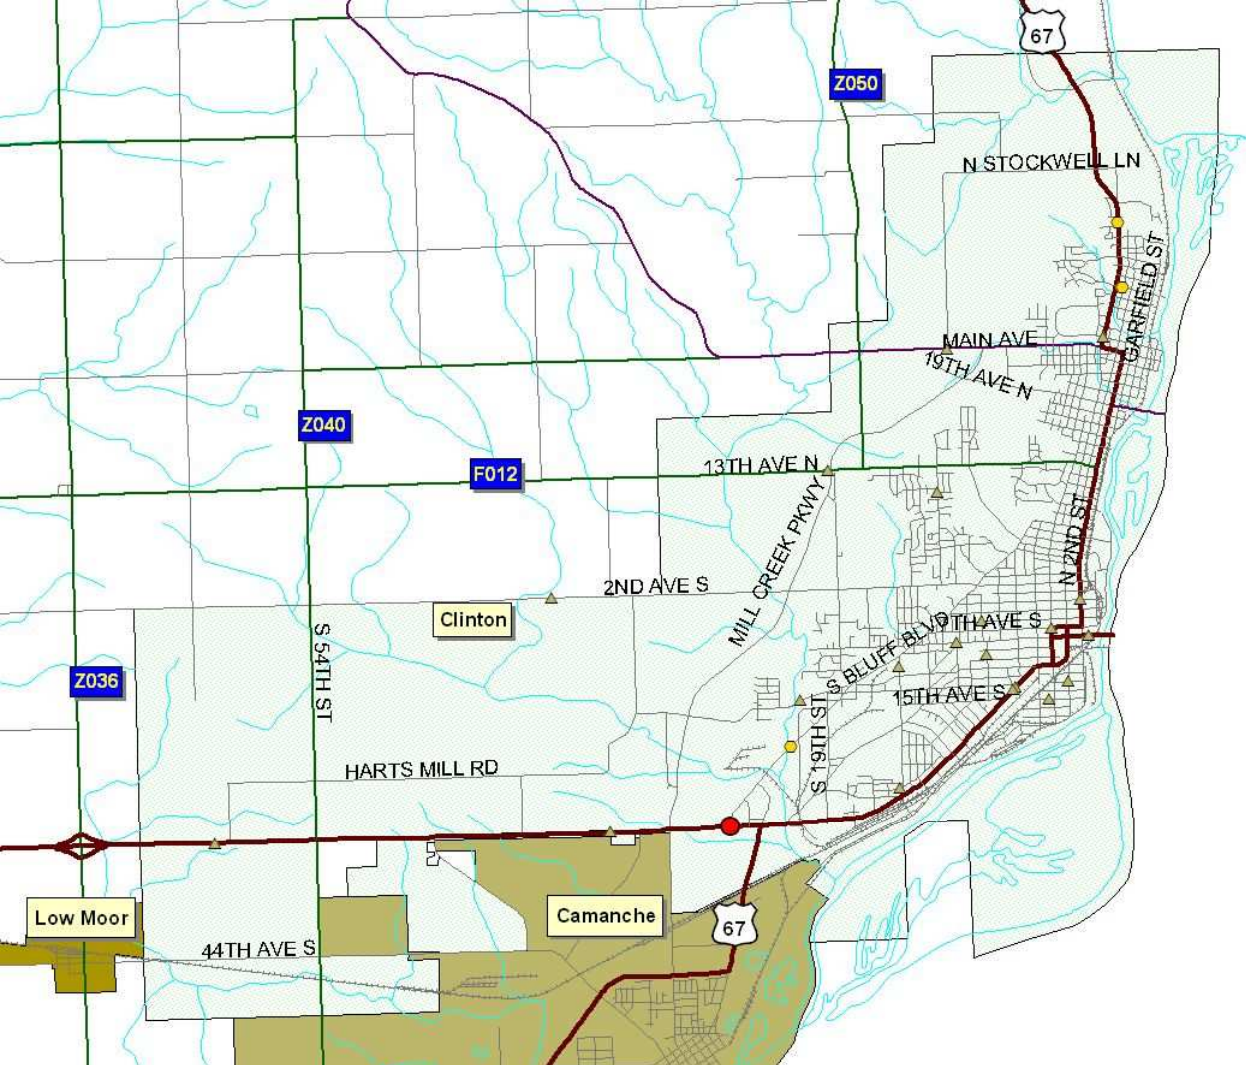 67
Z050
N STOCKWELL LN
GARFIELD ST
MAIN AVE
19TH AVE N
Z040
F012
13TH AVE N
MILL CREEK PKWY
N 2ND ST
2ND AVE S
Clinton
7TH AVE S
S BLUFF BLVD
S 54TH ST
Z036
15TH AVE S
S 19TH ST
HARTS MILL RD
Low Moor
Camanche
67
44TH AVE S